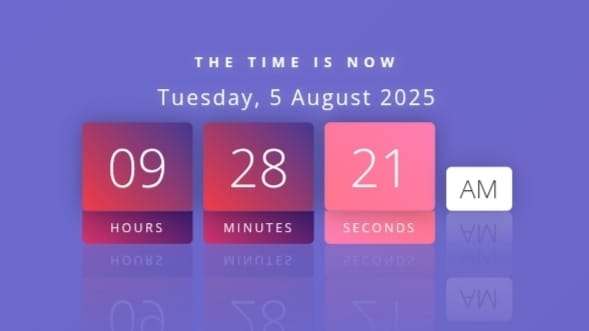 THE TIME IS NOW
Tuesday, 5 August 2025
09 28 21 AM
HOURS MINUTES SECONDS